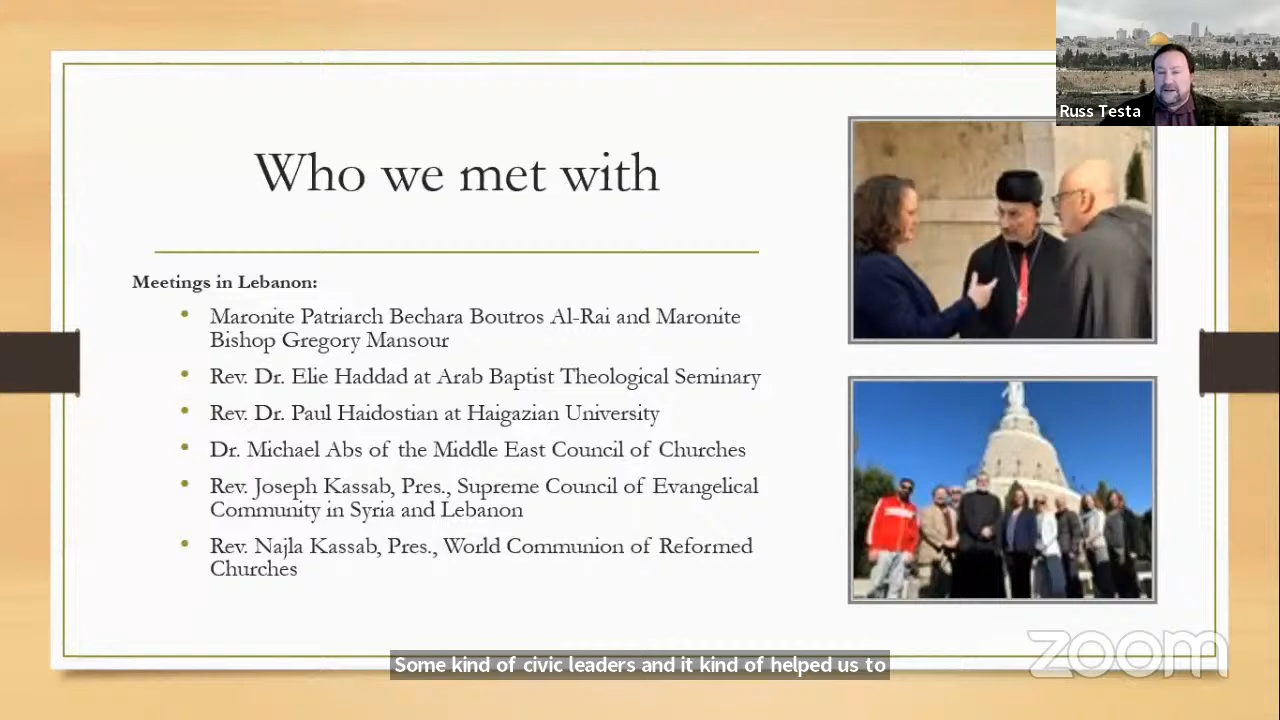 Russ Testa
Who we met with
Meetings in Lebanon:
• Maronite Patriarch Bechara Boutros Al-Rai and Maronite
Bishop Gregory Mansour
• Rev. Dr. Elie Haddad at Arab Baptist Theological Seminary
• Rev. Dr. Paul Haidostian at Haigazian University
• Dr. Michael Abs of the Middle East Council of Churches
• Rev. Joseph Kassab, Pres., Supreme Council of Evangelical
Community in Syria and Lebanon
• Rev. Najla Kassab, Pres., World Communion of Reformed
Churches
Some kind of civic leaders and it kind of helped us to
zoom